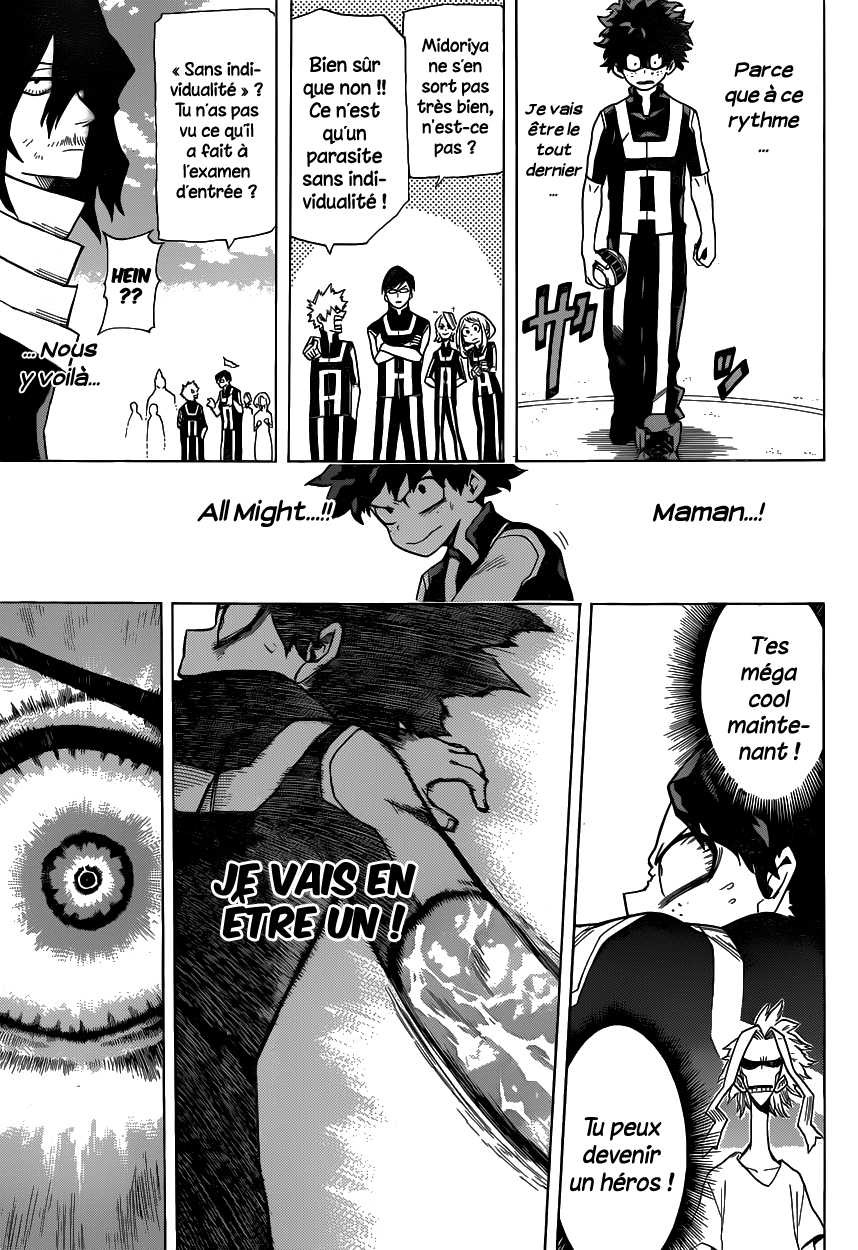 Parce
que à ce
rythme
...
Je vais
être le
tout
dernier
...
Midoriya
ne s'en
sort pas
très bien,
n'est-ce
pas ?
Bien sûr
que non !!
Ce n'est
qu'un
parasite
sans indi-
vidualité !
« Sans indi-
vidualité » ?
Tu n'as pas
vu ce qu'il
a fait à
l'examen
d'entrée ?
HEIN
??
... Nous
y voilà...
Maman...!
All Might...!!
T'es
méga
cool
mainte-
nant !
Tu peux
devenir
un héros !
JE VAIS EN
ÊTRE UN !